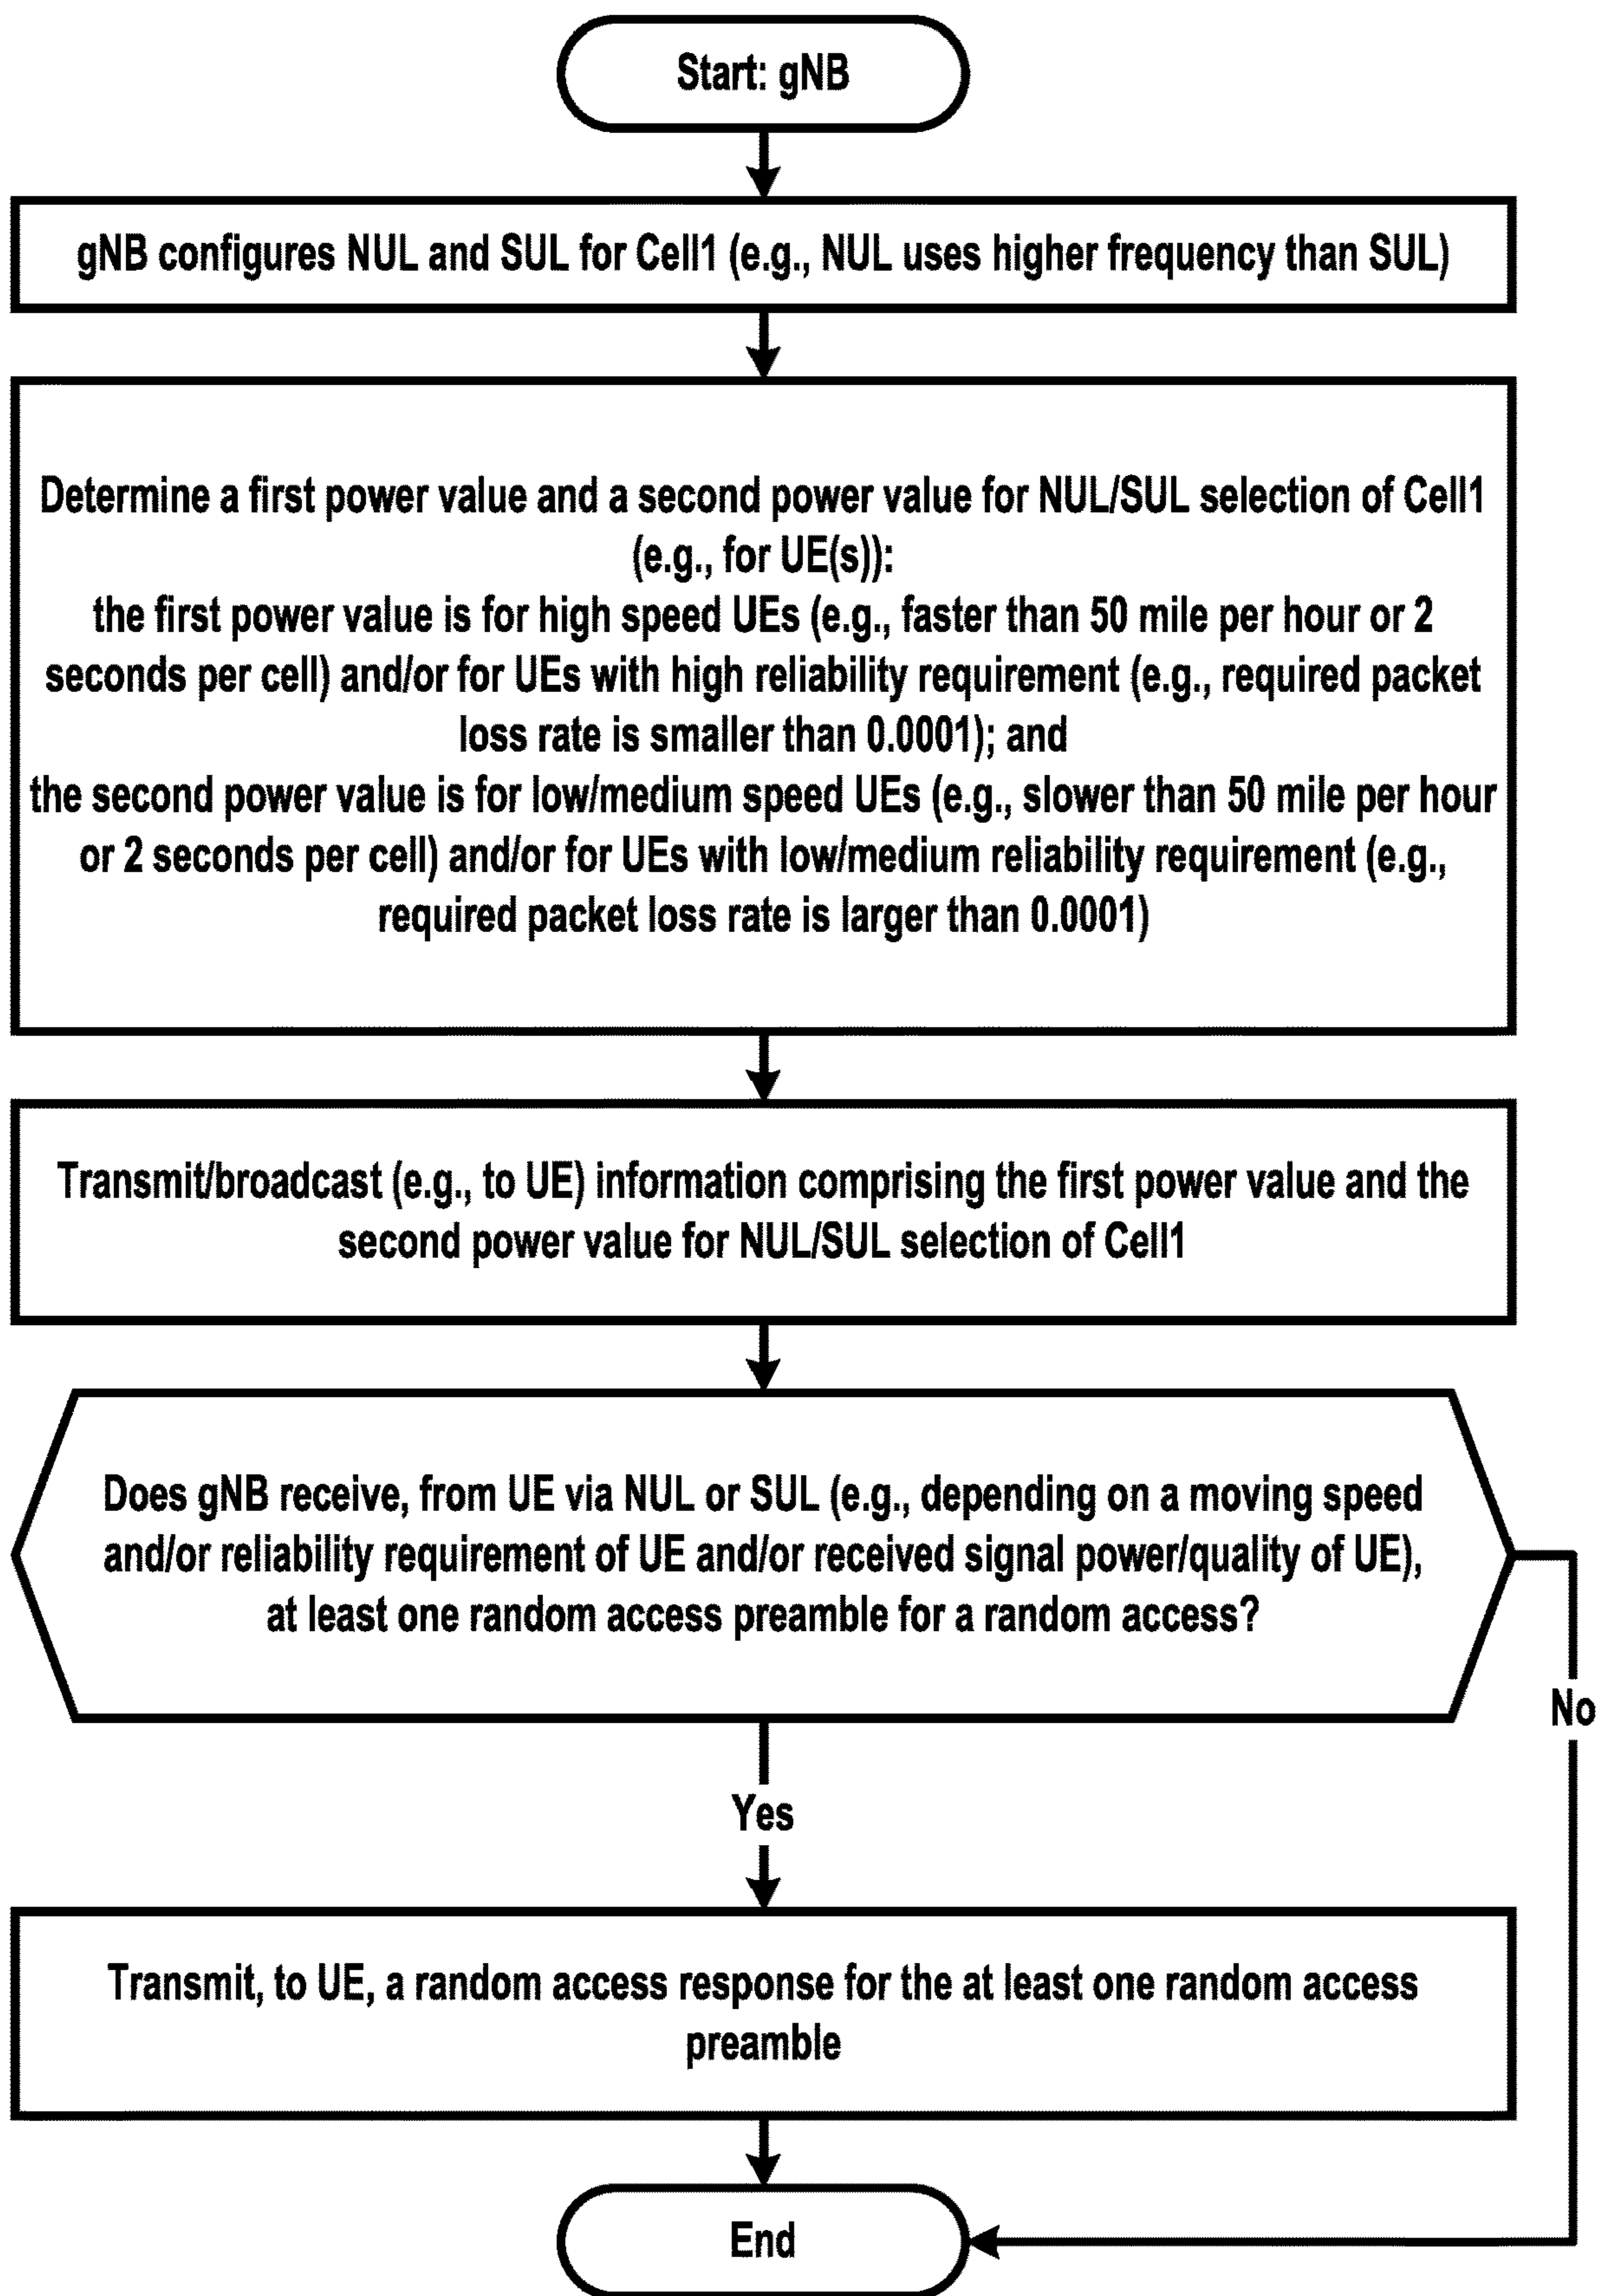 Start: gNB
gNB configures NUL and SUL for Cell1 (e.g., NUL uses higher frequency than SUL)
Determine a first power value and a second power value for NUL/SUL selection of Cell1
(e.g., for UE(s)):
the first power value is for high speed UEs (e.g., faster than 50 mile per hour or 2
seconds per cell) and/or for UEs with high reliability requirement (e.g., required packet
loss rate is smaller than 0.0001); and
the second power value is for low/medium speed UEs (e.g., slower than 50 mile per hour
or 2 seconds per cell) and/or for UEs with low/medium reliability requirement (e.g.,
required packet loss rate is larger than 0.0001)
Transmit/broadcast (e.g., to UE) information comprising the first power value and the
second power value for NUL/SUL selection of Cell1
Does gNB receive, from UE via NUL or SUL (e.g., depending on a moving speed
and/or reliability requirement of UE and/or received signal power/quality of UE),
at least one random access preamble for a random access?
No
Yes
Transmit, to UE, a random access response for the at least one random access
preamble
End